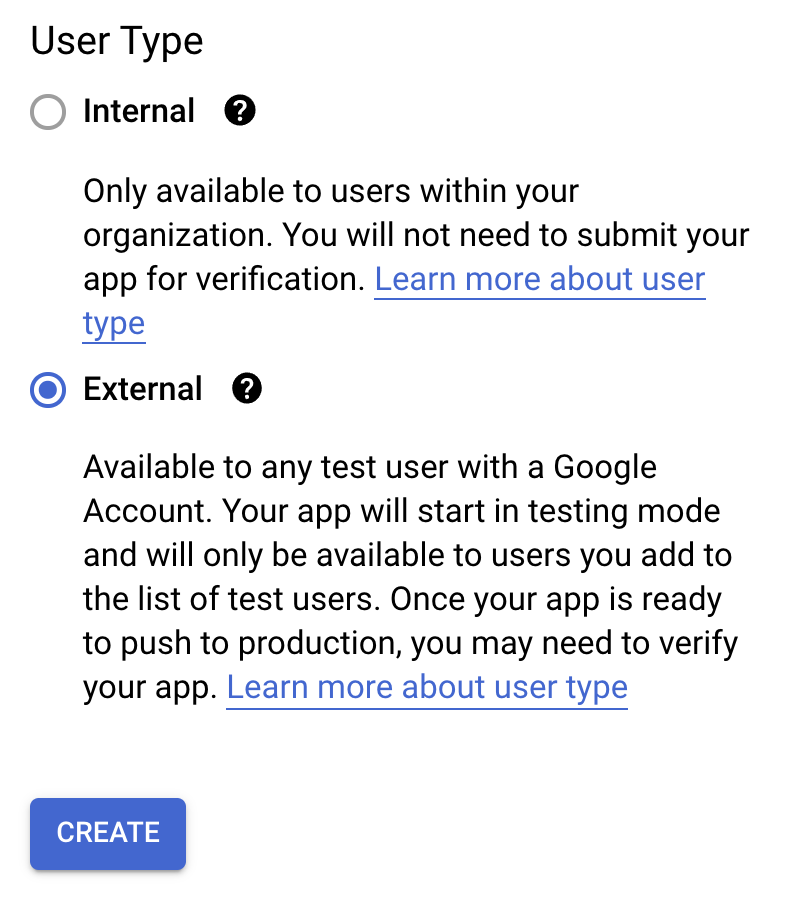 User Type
Internal ?
Only available to users within your
organization. You will not need to submit your
app for verification. Learn more about user
type
External ?
Available to any test user with a Google
Account. Your app will start in testing mode
and will only be available to users you add to
the list of test users. Once your app is ready
to push to production, you may need to verify
your app. Learn more about user type
CREATE